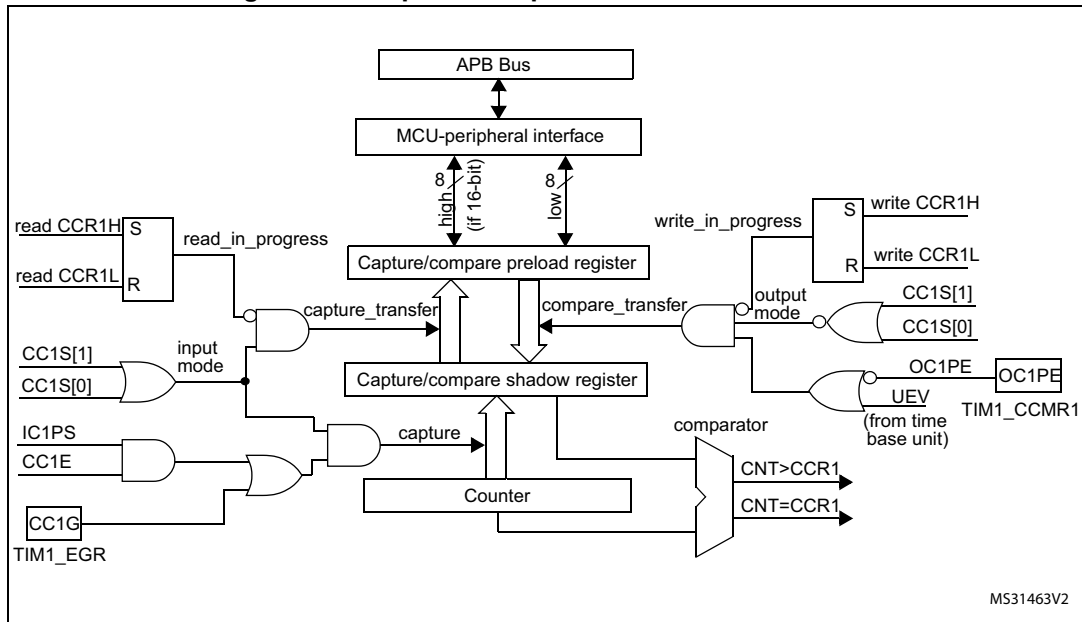 APB Bus
MCU-peripheral interface
8
high
(if 16-bit)
8
low
read CCR1H
S
read_in_progress
read CCR1L
R
write_in_progress
S
write CCR1H
R
write CCR1L
Capture/compare preload register
capture_transfer
compare_transfer
output
mode
CC1S[1]
CC1S[0]
CC1S[1]
input
mode
CC1S[0]
Capture/compare shadow register
OC1PE
OC1PE
UEV
TIM1_CCMR1
(from time
base unit)
IC1PS
capture
comparator
CC1E
CNT>CCR1
Counter
CNT=CCR1
CC1G
TIM1_EGR
MS31463V2